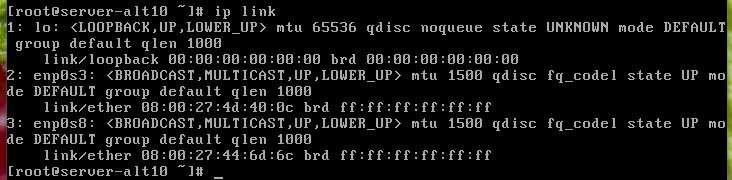 [root@server-alt10 ~]# ip link
1: lo: <LOOPBACK,UP,LOWER_UP> mtu 65536 qdisc noqueue state UNKNOWN mode DEFAULT
group default qlen 1000
    link/loopback 00:00:00:00:00:00 brd 00:00:00:00:00:00
2: enp0s3: <BROADCAST,MULTICAST,UP,LOWER_UP> mtu 1500 qdisc fq_codel state UP mo
de DEFAULT group default qlen 1000
    link/ether 08:00:27:4d:40:0c brd ff:ff:ff:ff:ff:ff
3: enp0s8: <BROADCAST,MULTICAST,UP,LOWER_UP> mtu 1500 qdisc fq_codel state UP mo
de DEFAULT group default qlen 1000
    link/ether 08:00:27:44:6d:6c brd ff:ff:ff:ff:ff:ff
[root@server-alt10 ~]# _